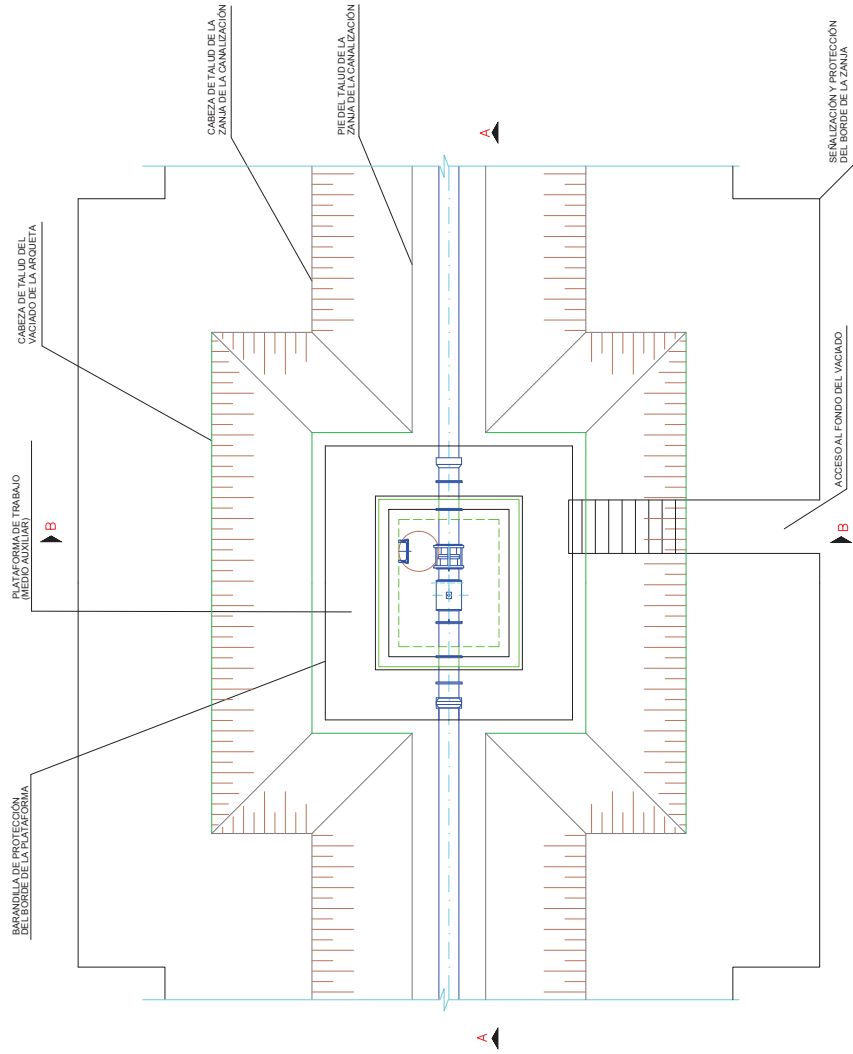 BARANDILLA DE PROTECCIÓN
DEL BORDE DE LA PLATAFORMA
PLATAFORMA DE TRABAJO
(MEDIO AUXILIAR)
CABEZA DE TALUD DEL
VACIADO DE LA ARQUETA
CABEZA DE TALUD DE LA
ZANJA DE LA CANALIZACIÓN
PIE DEL TALUD DE LA
ZANJA DE LA CANALIZACIÓN
B
A
A
B
ACCESO AL FONDO DEL VACIADO
SEÑALIZACIÓN Y PROTECCIÓN
DEL BORDE DE LA ZANJA